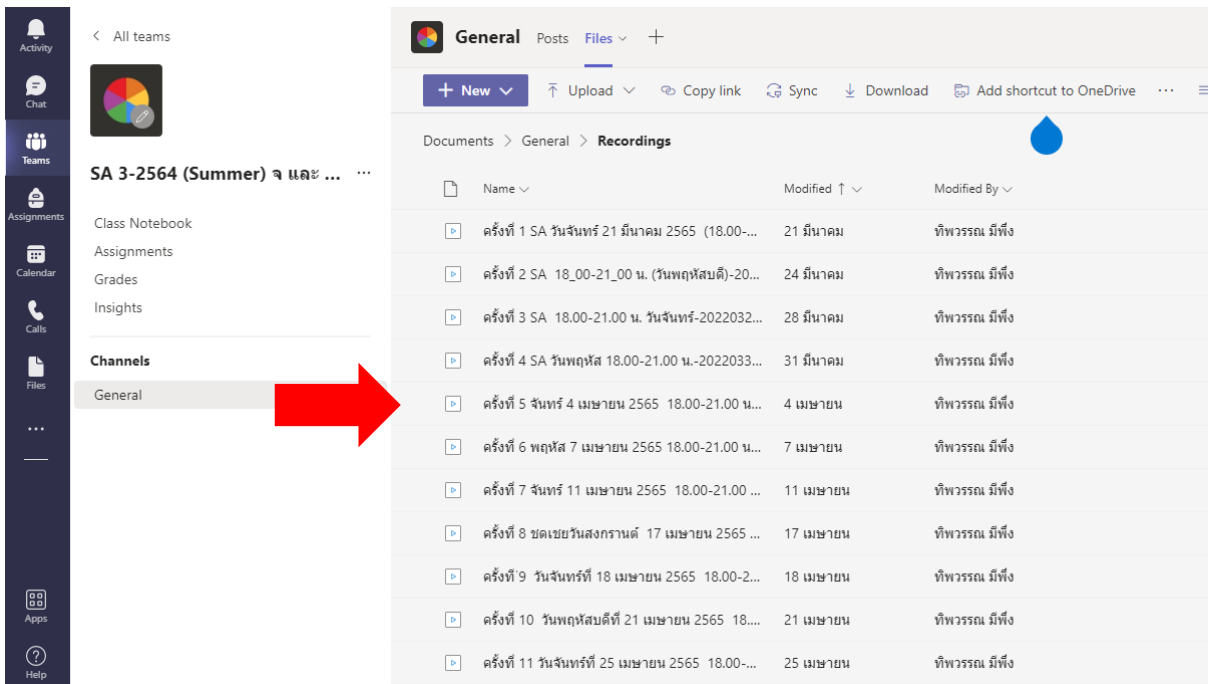 Activity
Chat
Teams
Assignments
Calendar
Calls
Files
...
Apps
Help
< All teams
SA 3-2564 (Summer) จ และ ... ...
Class Notebook
Assignments
Grades
Insights
Channels
General
General Posts Files +
+ New Upload Copy link Sync Download Add shortcut to OneDrive ...
Documents > General > Recordings
Name Modified ↑ Modified By
ครั้งที่ 1 SA วันจันทร์ 21 มีนาคม 2565 (18.00-... 21 มีนาคม ทิพวรรณ มีพึ่ง
ครั้งที่ 2 SA 18_00-21_00 น. (วันพฤหัสบดี)-20... 24 มีนาคม ทิพวรรณ มีพึ่ง
ครั้งที่ 3 SA 18.00-21.00 น. วันจันทร์-2022032... 28 มีนาคม ทิพวรรณ มีพึ่ง
ครั้งที่ 4 SA วันพฤหัส 18.00-21.00 น.-2022033... 31 มีนาคม ทิพวรรณ มีพึ่ง
ครั้งที่ 5 จันทร์ 4 เมษายน 2565 18.00-21.00 น... 4 เมษายน ทิพวรรณ มีพึ่ง
ครั้งที่ 6 พฤหัส 7 เมษายน 2565 18.00-21.00 น... 7 เมษายน ทิพวรรณ มีพึ่ง
ครั้งที่ 7 จันทร์ 11 เมษายน 2565 18.00-21.00 ... 11 เมษายน ทิพวรรณ มีพึ่ง
ครั้งที่ 8 ชดเชยวันสงกรานต์ 17 เมษายน 2565 ... 17 เมษายน ทิพวรรณ มีพึ่ง
ครั้งที่ ่9 วันจันทร์ที่ 18 เมษายน 2565 18.00-2... 18 เมษายน ทิพวรรณ มีพึ่ง
ครั้งที่ 10 วันพฤหัสบดีที่ 21 เมษายน 2565 18.... 21 เมษายน ทิพวรรณ มีพึ่ง
ครั้งที่ 11 วันจันทร์ที่ 25 เมษายน 2565 18.00-... 25 เมษายน ทิพวรรณ มีพึ่ง